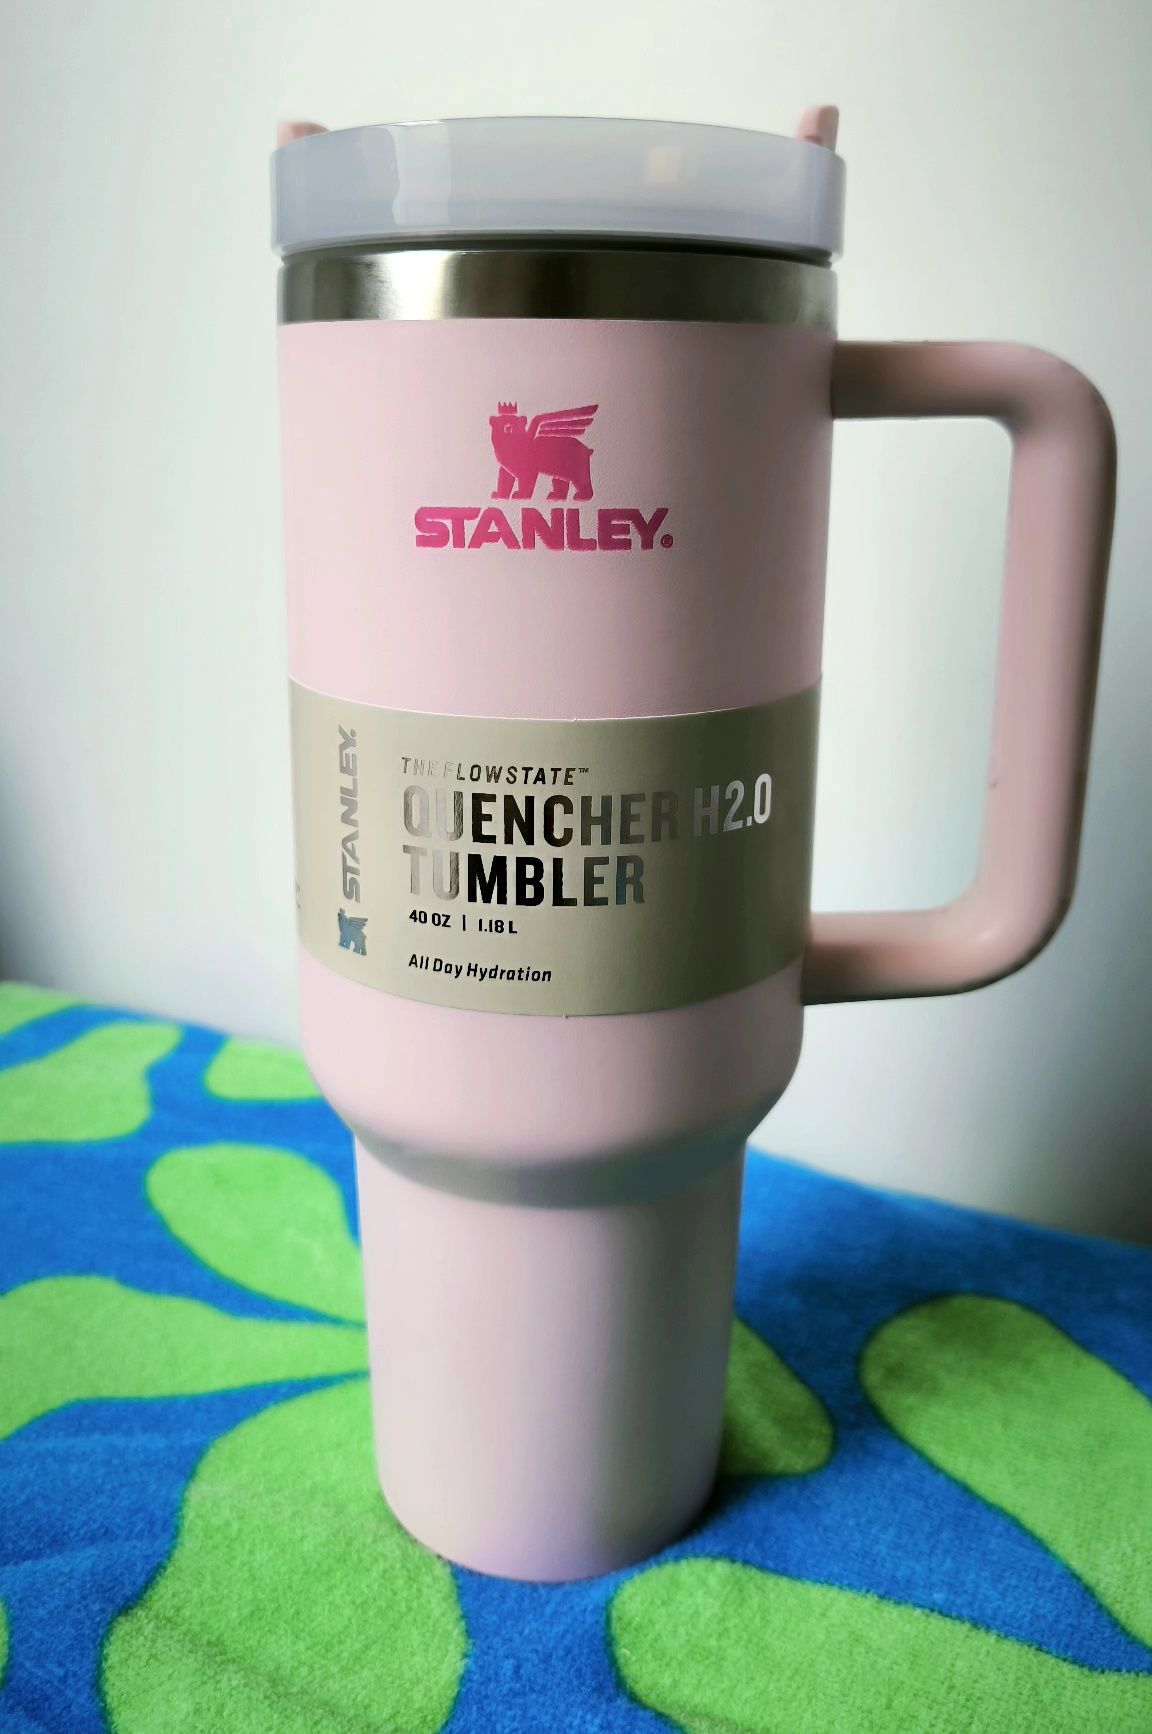 STANLEY®
STANLEY®
THE FLOWSTATE™
QUENCHER H2.0
TUMBLER
40 OZ | 1.18 L
All Day Hydration